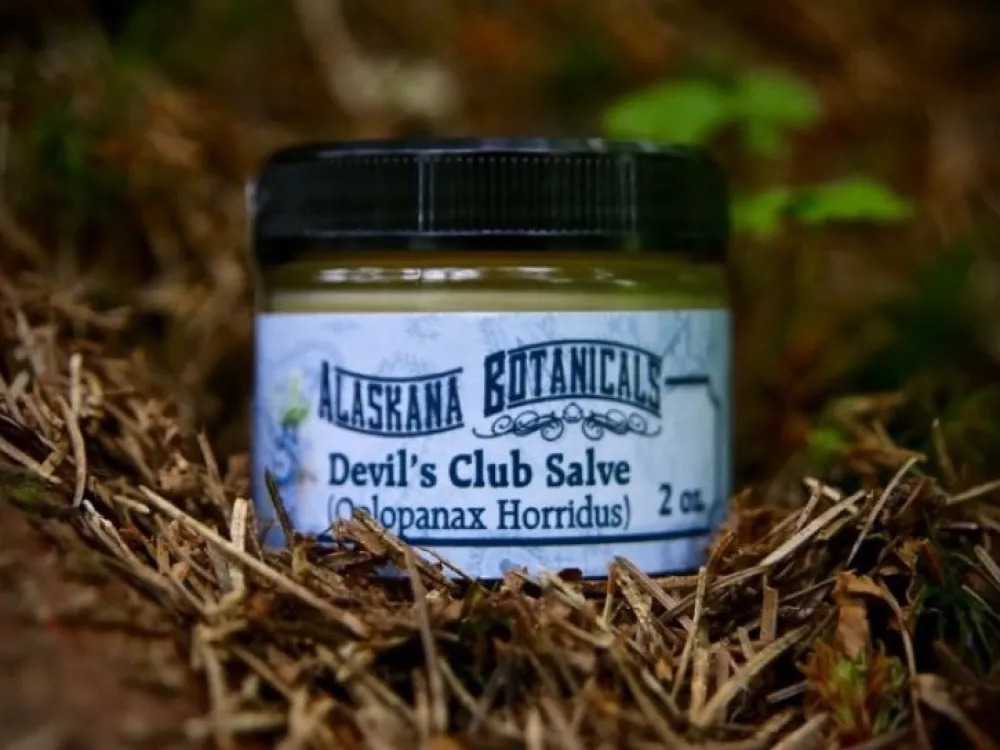 ALASKANA BOTANICALS
Devil's Club Salve
(Oplopanax Horridus) 2 oz.